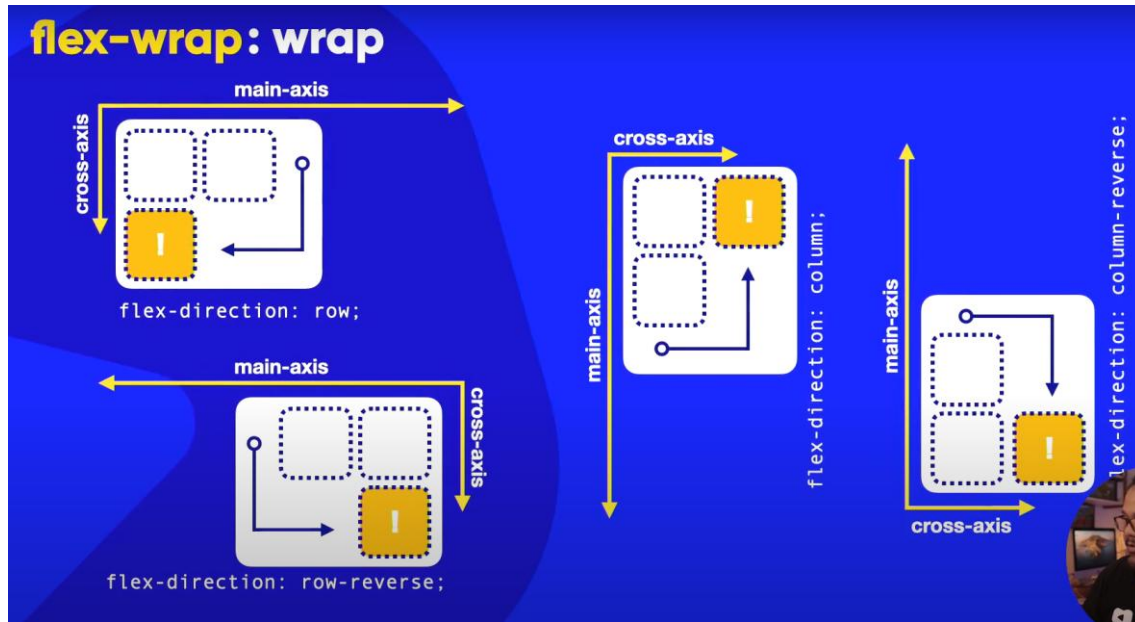 flex-wrap: wrap
main-axis
cross-axis
!
flex-direction: row;
main-axis
cross-axis
!
flex-direction: row-reverse;
cross-axis
main-axis
!
flex-direction: column;
main-axis
!
cross-axis
lex-direction: column-reverse;